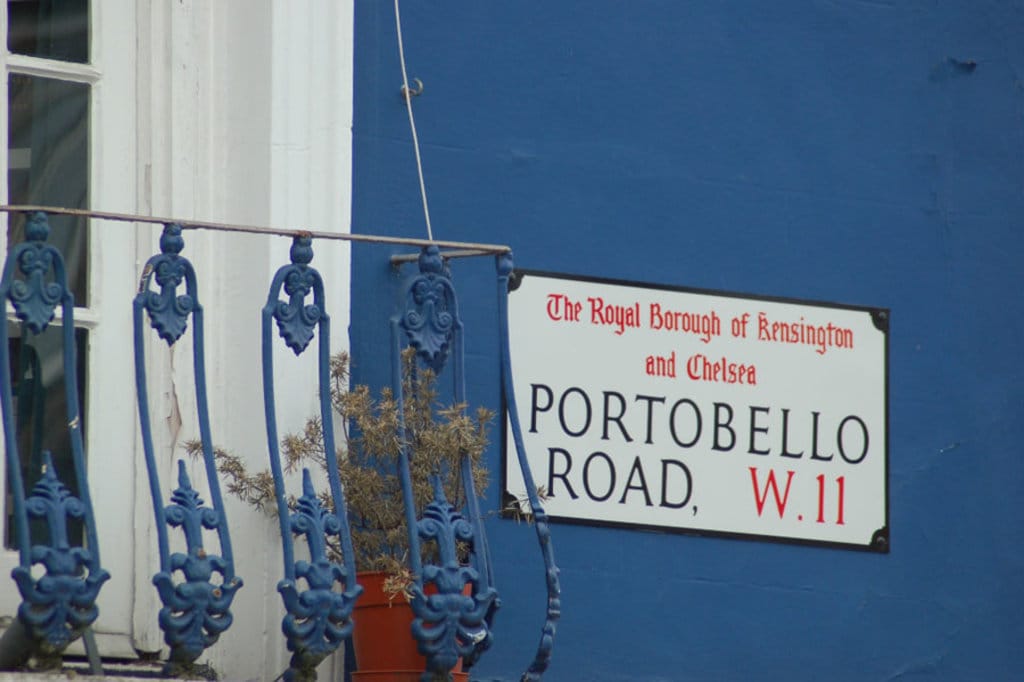 The Royal Borough of Kensington
and Chelsea
PORTOBELLO
ROAD, W.11